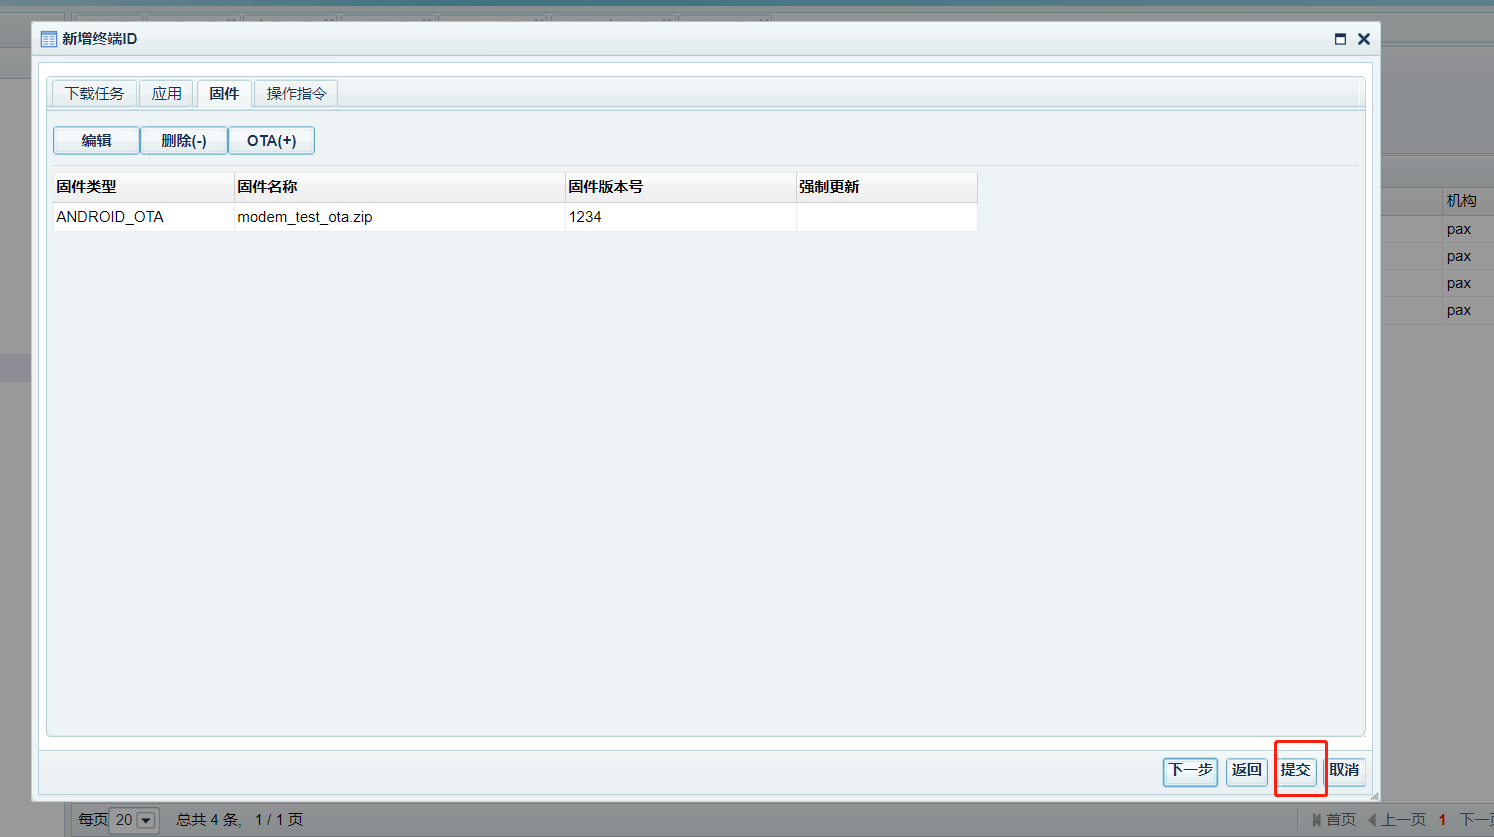 新增终端ID
下载任务 应用 固件 操作指令
编辑 删除(-) OTA(+)
固件类型 固件名称 固件版本号 强制更新
ANDROID_OTA modem_test_ota.zip 1234
机构
pax
pax
pax
pax
下一步 返回 提交 取消
每页 20 总共 4 条, 1 / 1 页 首页 上一页 1 下一